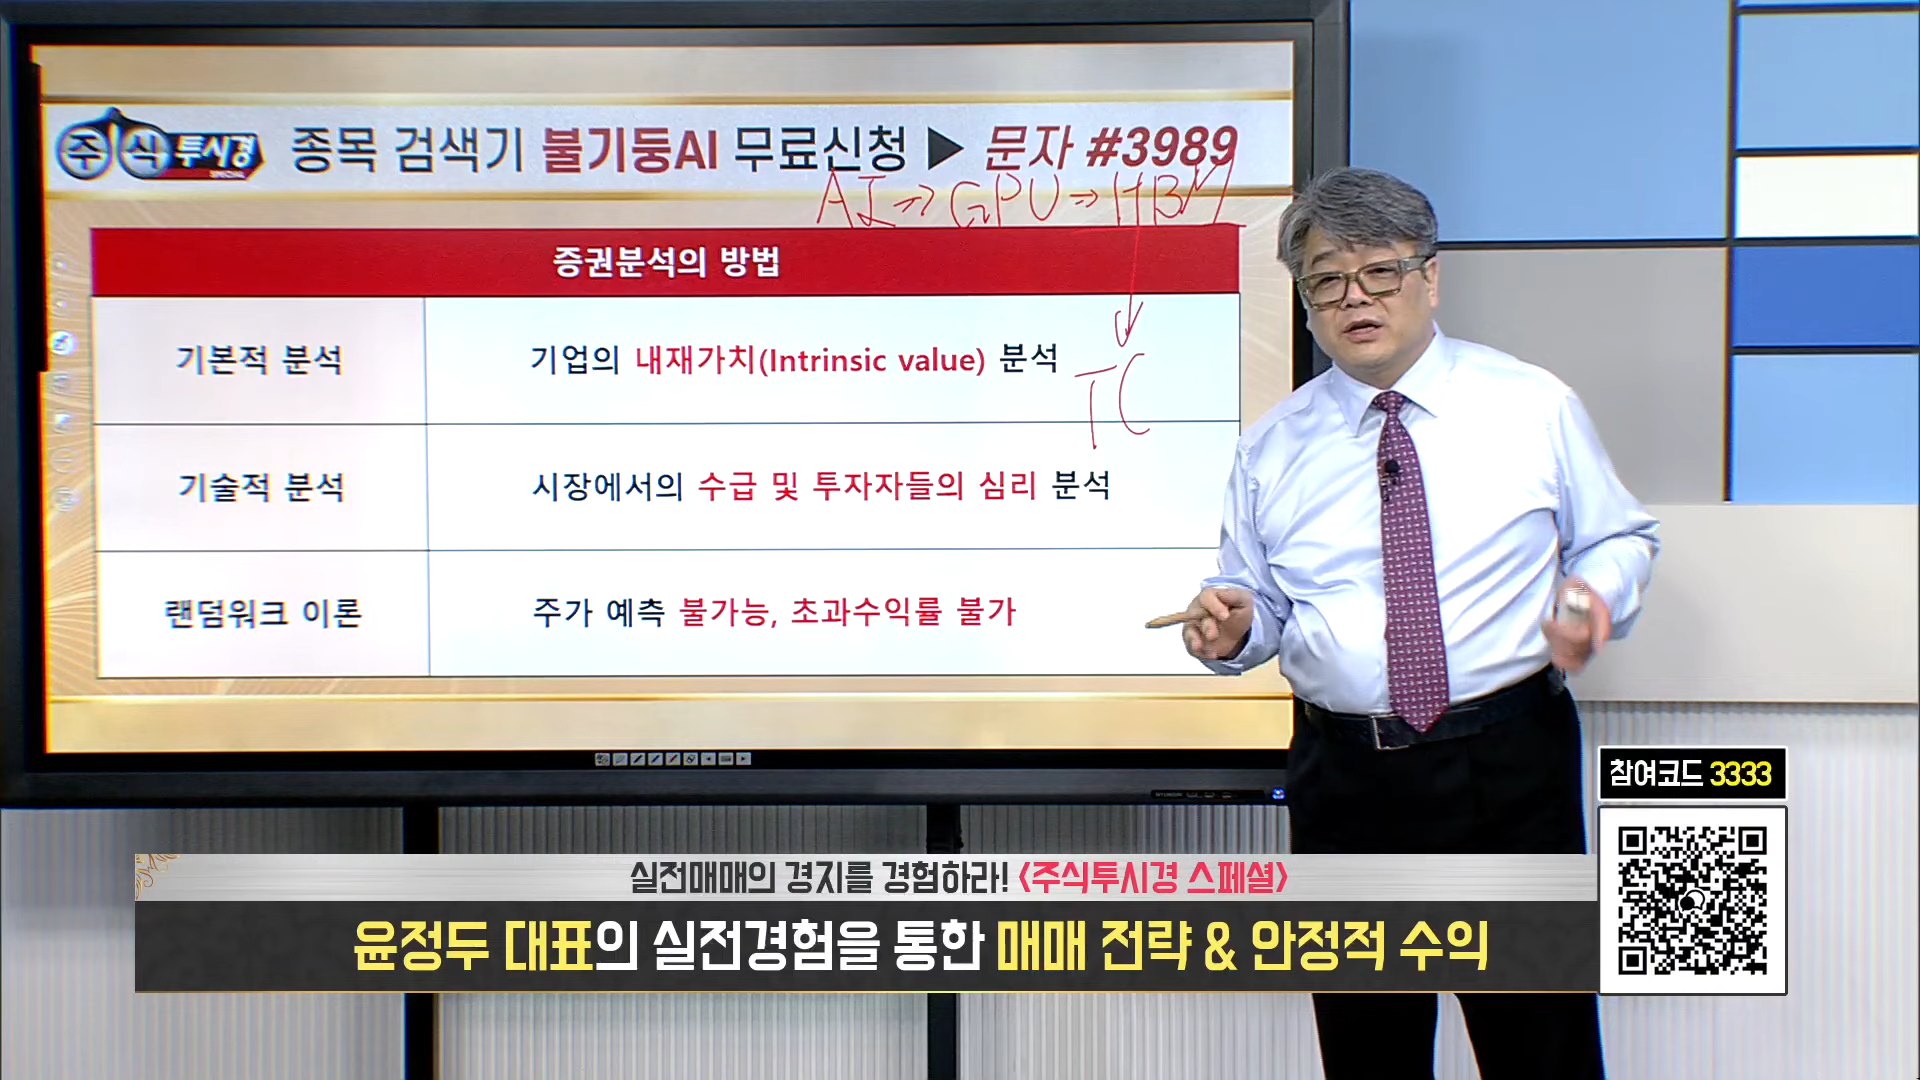 주식투시경 SPECIAL 종목 검색기 불기둥AI 무료신청 ▶ 문자 #3989
AI → GPU → HBM
TC
증권분석의 방법
기본적 분석 기업의 내재가치(Intrinsic value) 분석
기술적 분석 시장에서의 수급 및 투자자들의 심리 분석
랜덤워크 이론 주가 예측 불가능, 초과수익률 불가
참여코드 3333
실전매매의 경지를 경험하라! <주식투시경 스페셜>
윤정두 대표의 실전경험을 통한 매매 전략 & 안정적 수익